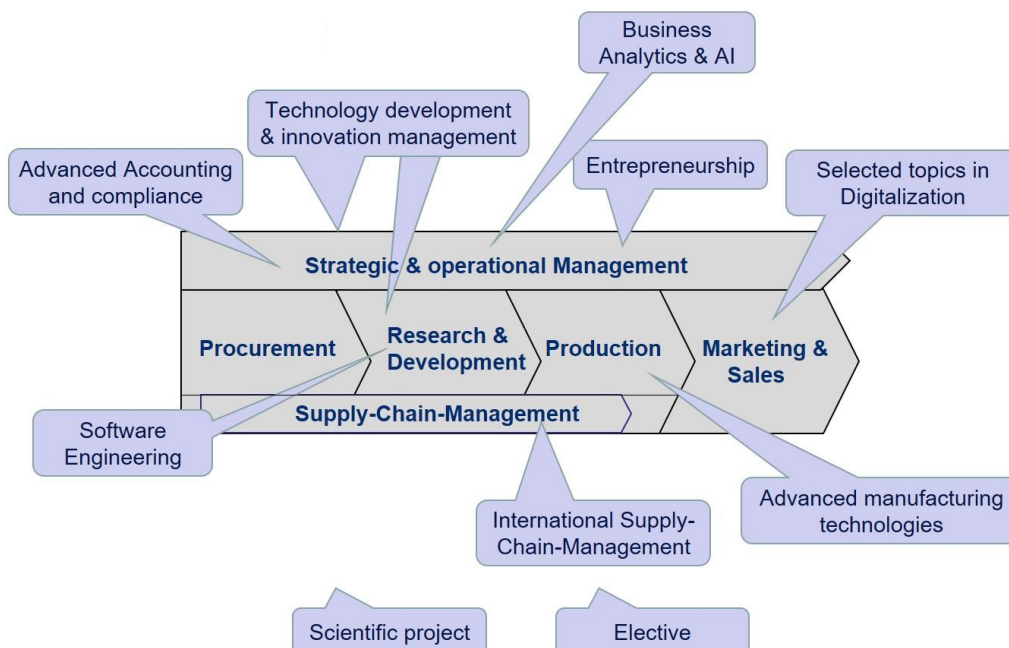 Business
Analytics & AI
Technology development
& innovation management
Advanced Accounting
and compliance
Entrepreneurship
Selected topics in
Digitalization
Strategic & operational Management
Procurement
Research &
Development
Production
Marketing &
Sales
Supply-Chain-Management
Software
Engineering
International Supply-
Chain-Management
Advanced manufacturing
technologies
Scientific project
Elective